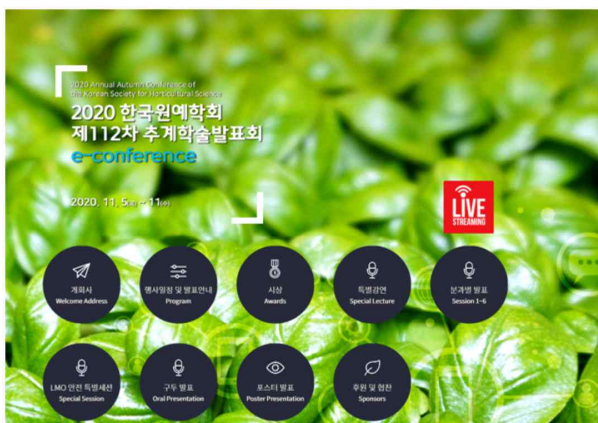 2020 Annual Autumn Conference of
the Korean Society for Horticultural Science
2020 한국원예학회
제112차 추계학술발표회
e-conference
2020, 11, 5(목) ~ 11(수)
LIVE
STREAMING
개회사
Welcome Address
행사일정 및 발표안내
Program
시상
Awards
특별강연
Special Lecture
분과별 발표
Session 1~6
LMO 안전 특별세션
Special Session
구두 발표
Oral Presentation
포스터 발표
Poster Presentation
후원 및 협찬
Sponsors